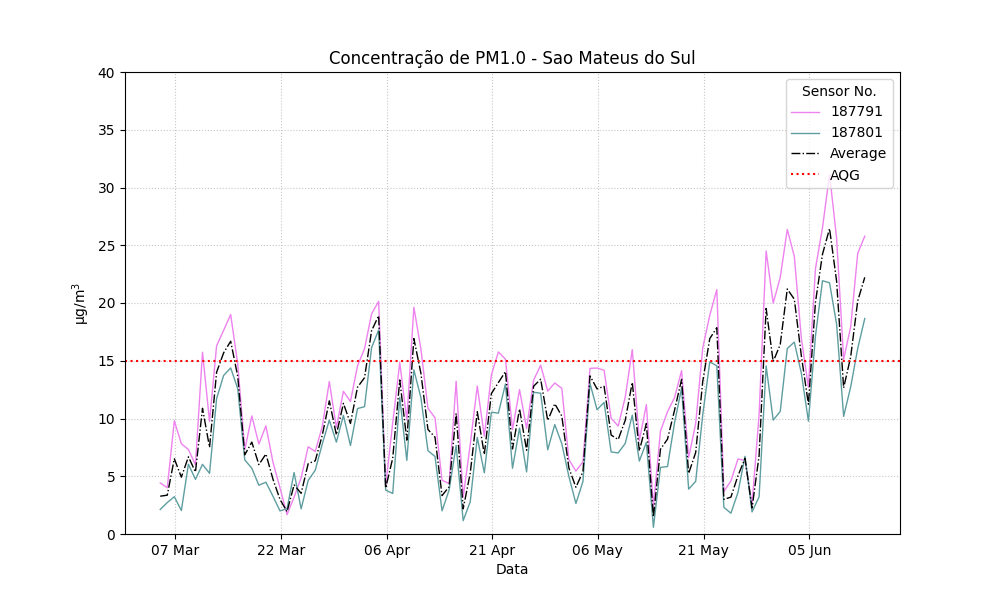 Concentração de PM1.0 - Sao Mateus do Sul
Sensor No.
187791
187801
Average
AQG
40
35
30
25
20
15
10
5
0
µg/m³
07 Mar
22 Mar
06 Apr
21 Apr
06 May
21 May
05 Jun
Data